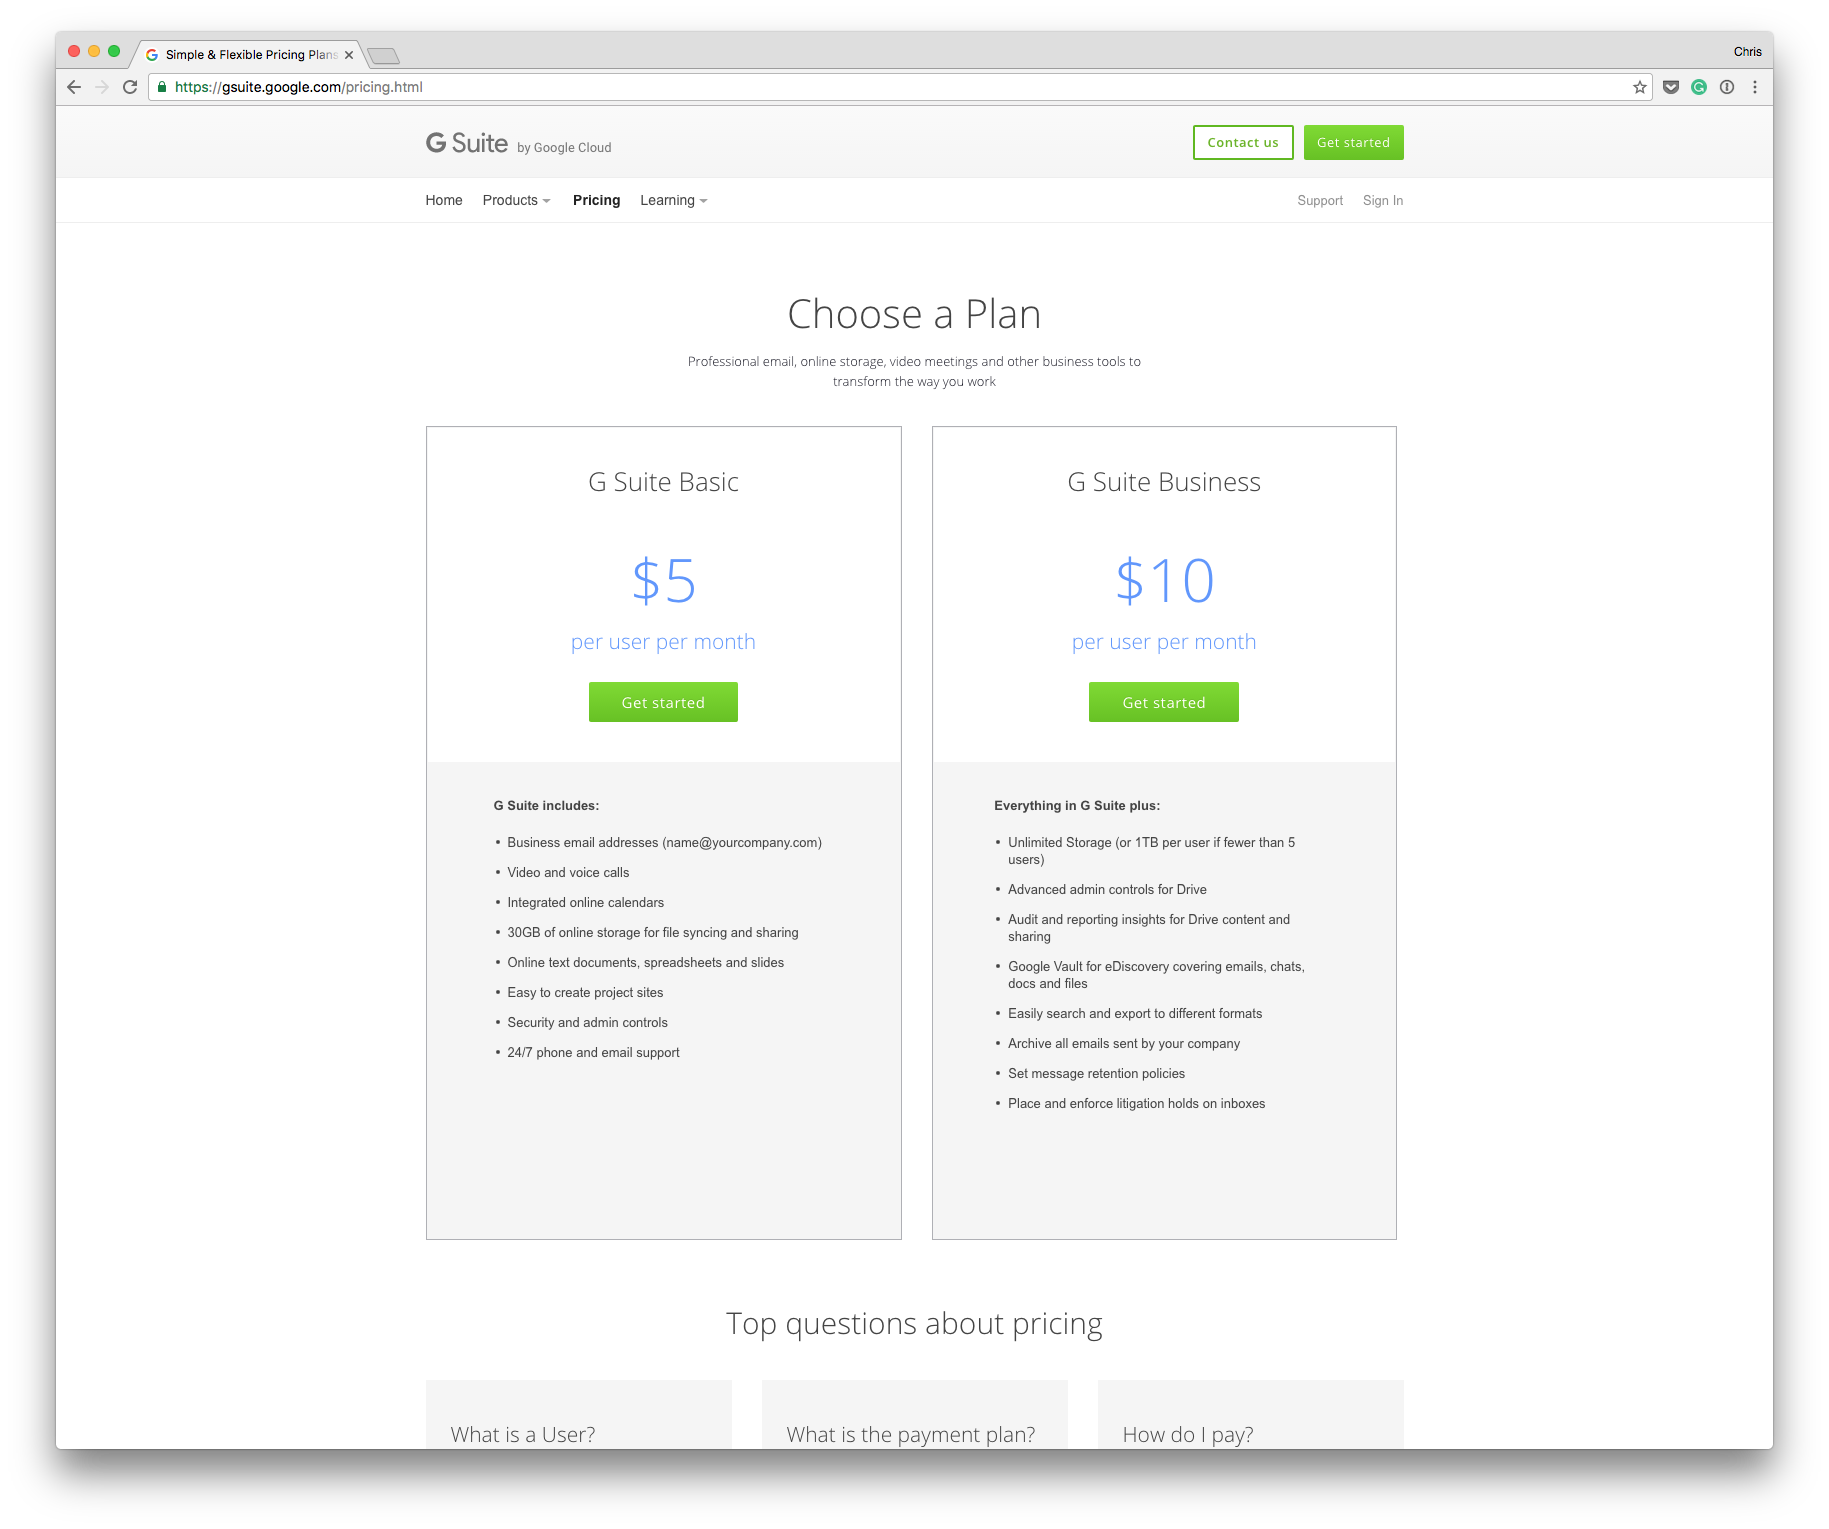 Simple & Flexible Pricing Plans
Chris
https://gsuite.google.com/pricing.html
G Suite by Google Cloud
Contact us
Get started
Home
Products
Pricing
Learning
Support
Sign In
Choose a Plan
Professional email, online storage, video meetings and other business tools to
transform the way you work
G Suite Basic
$5
per user per month
Get started
G Suite includes:
• Business email addresses (name@yourcompany.com)
• Video and voice calls
• Integrated online calendars
• 30GB of online storage for file syncing and sharing
• Online text documents, spreadsheets and slides
• Easy to create project sites
• Security and admin controls
• 24/7 phone and email support
G Suite Business
$10
per user per month
Get started
Everything in G Suite plus:
• Unlimited Storage (or 1TB per user if fewer than 5
users)
• Advanced admin controls for Drive
• Audit and reporting insights for Drive content and
sharing
• Google Vault for eDiscovery covering emails, chats,
docs and files
• Easily search and export to different formats
• Archive all emails sent by your company
• Set message retention policies
• Place and enforce litigation holds on inboxes
Top questions about pricing
What is a User?
What is the payment plan?
How do I pay?